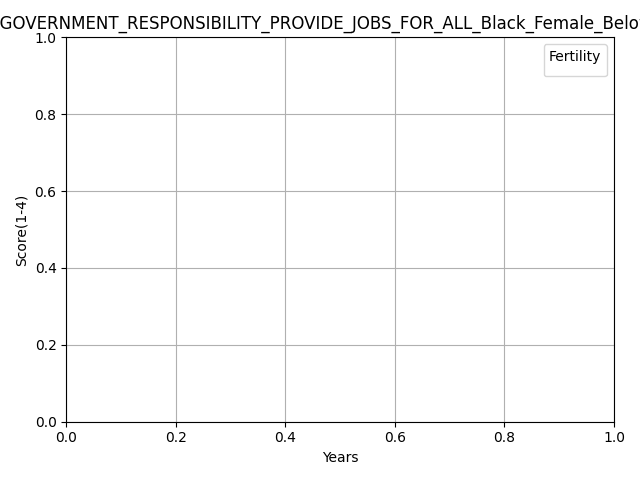 GOVERNMENT_RESPONSIBILITY_PROVIDE_JOBS_FOR_ALL_Black_Female_Belo
1.0
Fertility
0.8
0.6
Score(1-4)
0.4
0.2
0.0
0.0 0.2 0.4 0.6 0.8 1.0
Years